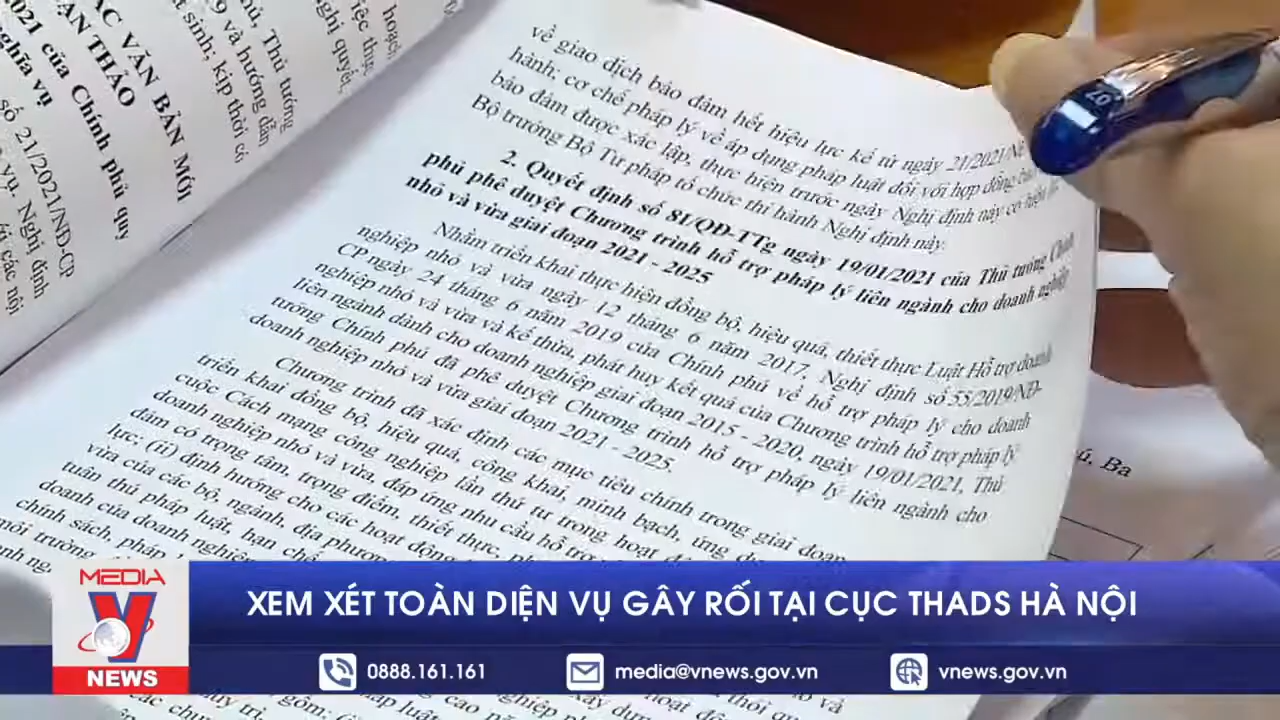 ÁC VĂN BẢN MỚI
AN THẢO
2021 của Chính phủ quy
nghĩa vụ
số 21/2021/NĐ-CP
vụ. Nghị định
về giao dịch bảo đảm hết hiệu lực kể từ ngày 21/2021/NĐ
hành; cơ chế pháp lý về áp dụng pháp luật đối với hợp đồng bảo
bảo đảm được xác lập, thực hiện trước ngày Nghị định này có hiệu
Bộ trưởng Bộ Tư pháp tổ chức thi hành Nghị định này.
2. Quyết định số 81/QĐ-TTg ngày 19/01/2021 của Thủ tướng Chính
phủ phê duyệt Chương trình hỗ trợ pháp lý liên ngành cho doanh nghiệp
nhỏ và vừa giai đoạn 2021 - 2025
Nhằm triển khai thực hiện đồng bộ, hiệu quả, thiết thực Luật Hỗ trợ doanh
nghiệp nhỏ và vừa ngày 12 tháng 6 năm 2017, Nghị định số 55/2019/NĐ-
CP ngày 24 tháng 6 năm 2019 của Chính phủ về hỗ trợ pháp lý cho doanh
nghiệp nhỏ và vừa và kế thừa, phát huy kết quả của Chương trình hỗ trợ pháp lý
liên ngành dành cho doanh nghiệp giai đoạn 2015 - 2020, ngày 19/01/2021, Thủ
tướng Chính phủ đã phê duyệt Chương trình hỗ trợ pháp lý liên ngành cho
doanh nghiệp nhỏ và vừa giai đoạn 2021 - 2025.
Chương trình đã xác định các mục tiêu chính trong giai đoạn
triển khai đồng bộ, hiệu quả, công khai, minh bạch, ứng
cuộc Cách mạng công nghiệp lần thứ tư trong hoạt
doanh nghiệp nhỏ và vừa, đáp ứng nhu cầu hỗ trợ
đảm có trọng tâm, trọng điểm, thiết thực,
lực; (ii) định hướng cho các hoạt động
vừa của các bộ, ngành, địa phương
tuân thủ pháp luật, hạn chế
doanh của doanh nghiệp
chính sách, pháp
môi trường
ú, Ba
MEDIA
V
NEWS
XEM XÉT TOÀN DIỆN VỤ GÂY RỐI TẠI CỤC THADS HÀ NỘI
0888.161.161 media@vnews.gov.vn vnews.gov.vn